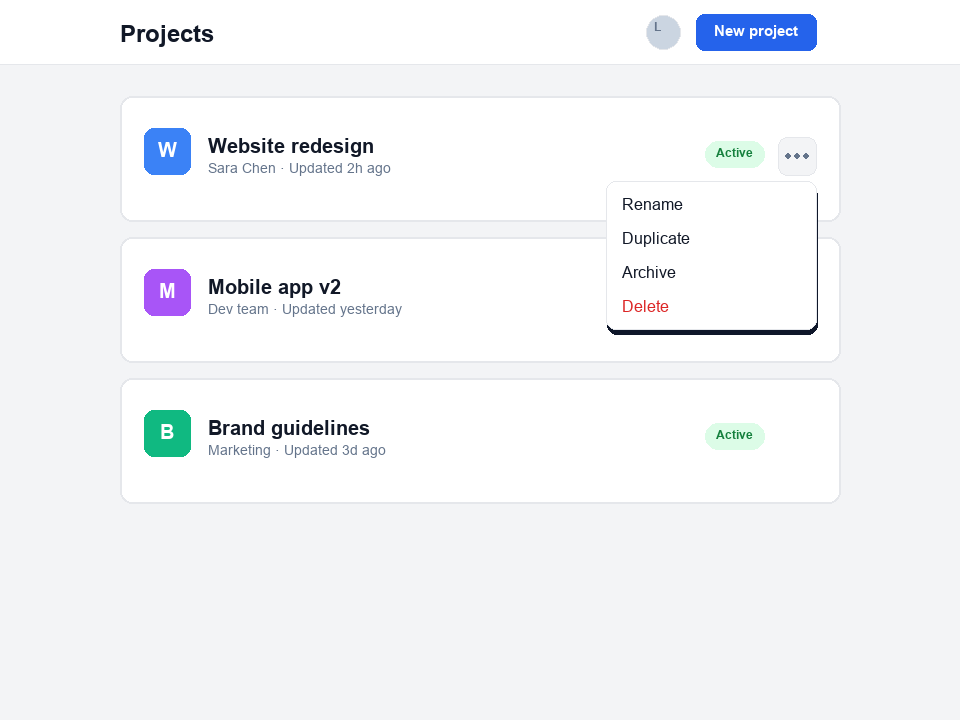 Projects
L
New project
W
Website redesign
Sara Chen · Updated 2h ago
Active
Rename
Duplicate
Archive
Delete
M
Mobile app v2
Dev team · Updated yesterday
B
Brand guidelines
Marketing · Updated 3d ago
Active